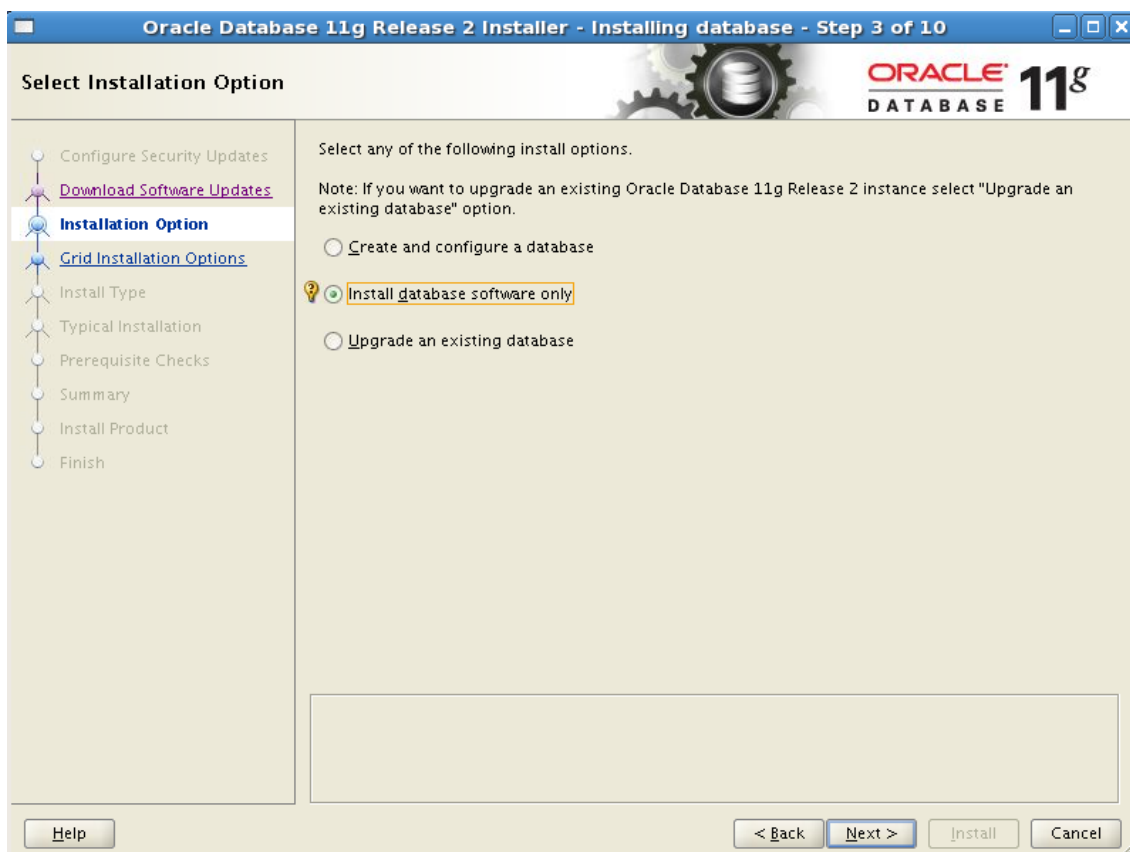 Oracle Database 11g Release 2 Installer - Installing database - Step 3 of 10
Select Installation Option
ORACLE
DATABASE
11g
Configure Security Updates
Download Software Updates
Installation Option
Grid Installation Options
Install Type
Typical Installation
Prerequisite Checks
Summary
Install Product
Finish
Select any of the following install options.
Note: If you want to upgrade an existing Oracle Database 11g Release 2 instance select "Upgrade an
existing database" option.
Create and configure a database
Install database software only
Upgrade an existing database
Help
< Back
Next >
Install
Cancel